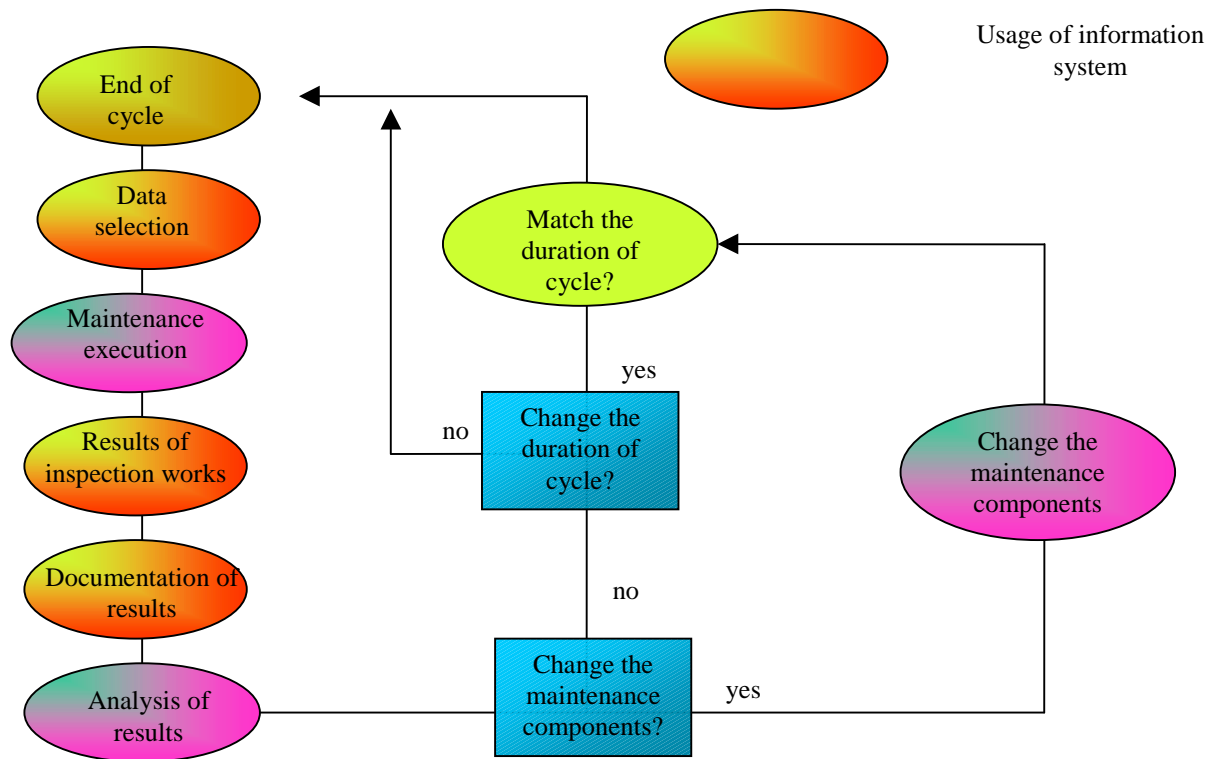 Usage of information
system
End of
cycle
Data
selection
Maintenance
execution
Results of
inspection works
Documentation of
results
Analysis of
results
Match the
duration of
cycle?
yes
Change the
duration of
cycle?
no
no
Change the
maintenance
components?
yes
Change the
maintenance
components